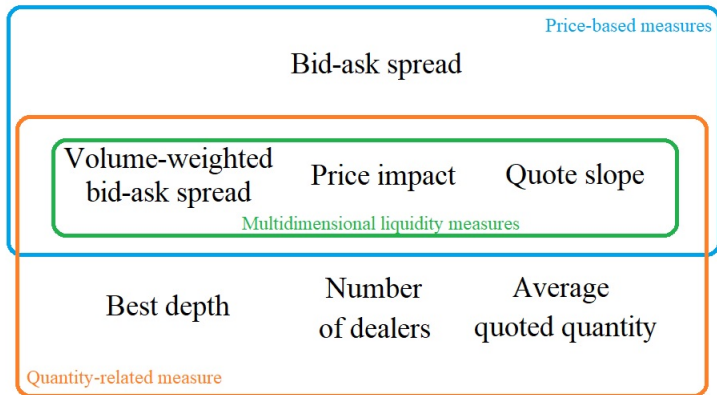 Price-based measures
Bid-ask spread
Volume-weighted
bid-ask spread
Price impact
Quote slope
Multidimensional liquidity measures
Best depth
Number
of dealers
Average
quoted quantity
Quantity-related measure